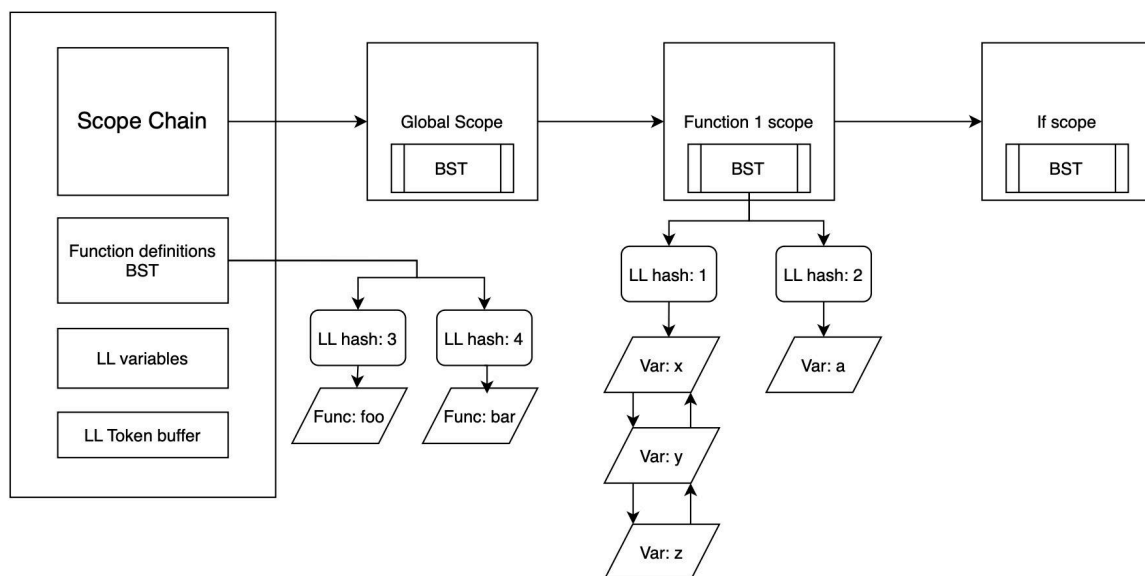 Scope Chain
Global Scope
BST
Function 1 scope
BST
If scope
BST
Function definitions
BST
LL hash: 1
LL hash: 2
LL hash: 3
LL hash: 4
LL variables
Var: x
Var: a
Func: foo
Func: bar
LL Token buffer
Var: y
Var: z